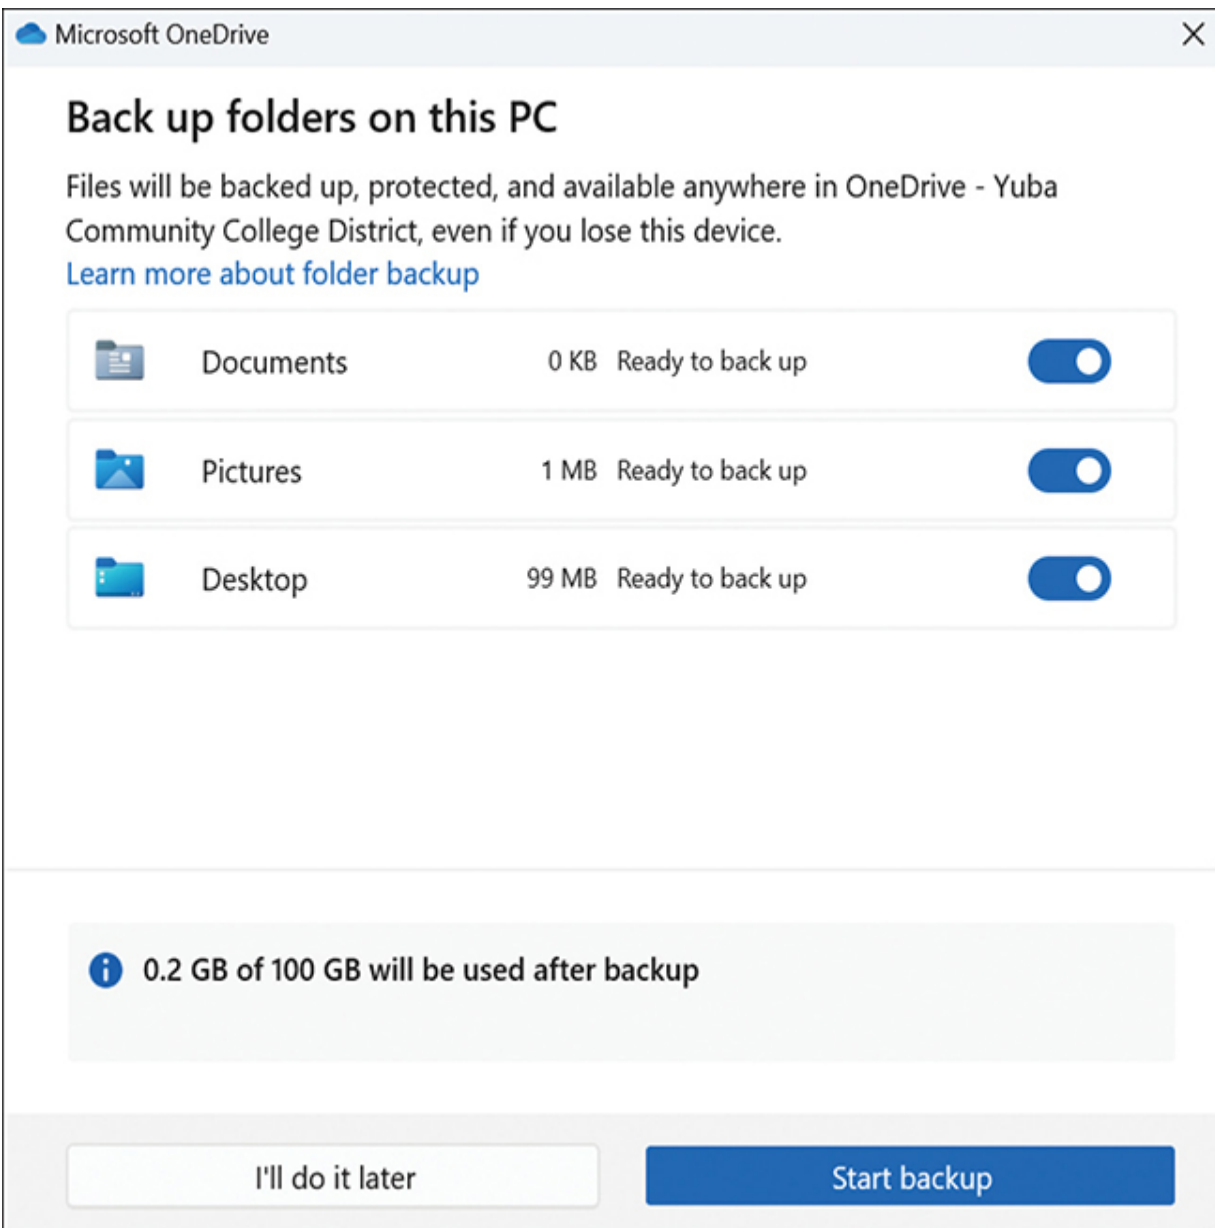 Microsoft OneDrive
Back up folders on this PC
Files will be backed up, protected, and available anywhere in OneDrive - Yuba
Community College District, even if you lose this device.
Learn more about folder backup
Documents 0 KB Ready to back up
Pictures 1 MB Ready to back up
Desktop 99 MB Ready to back up
0.2 GB of 100 GB will be used after backup
I'll do it later Start backup